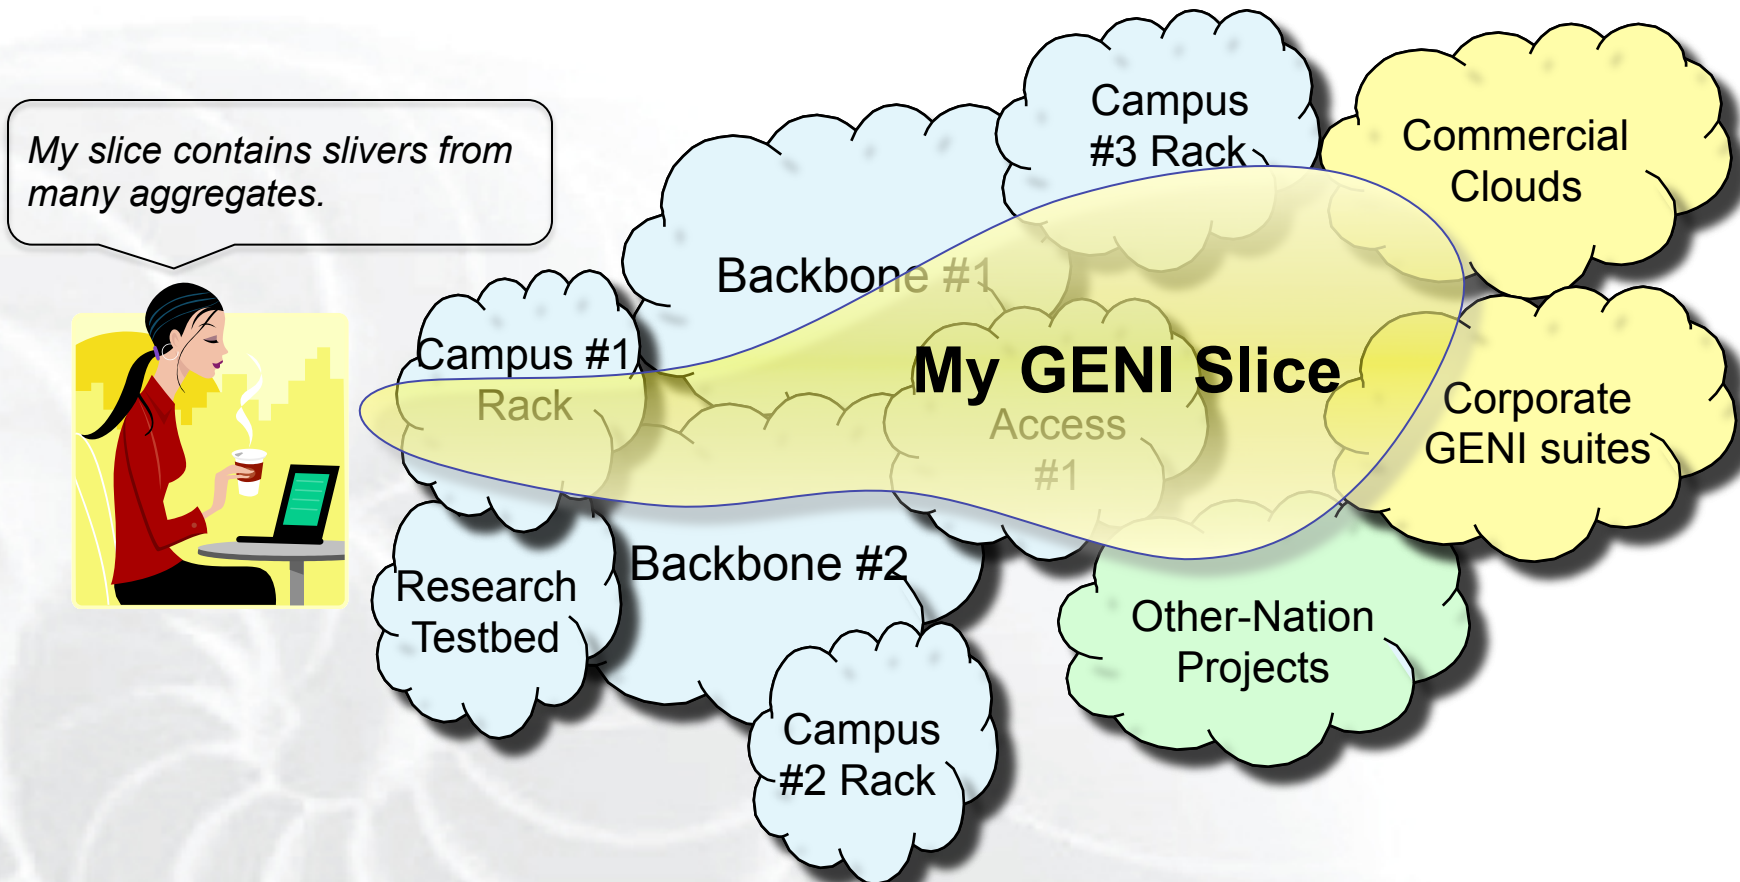 My slice contains slivers from
many aggregates.
Campus
#3 Rack
Commercial
Clouds
Backbone #1
Campus #1
Rack
My GENI Slice
Access
#1
Corporate
GENI suites
Backbone #2
Research
Testbed
Other-Nation
Projects
Campus
#2 Rack